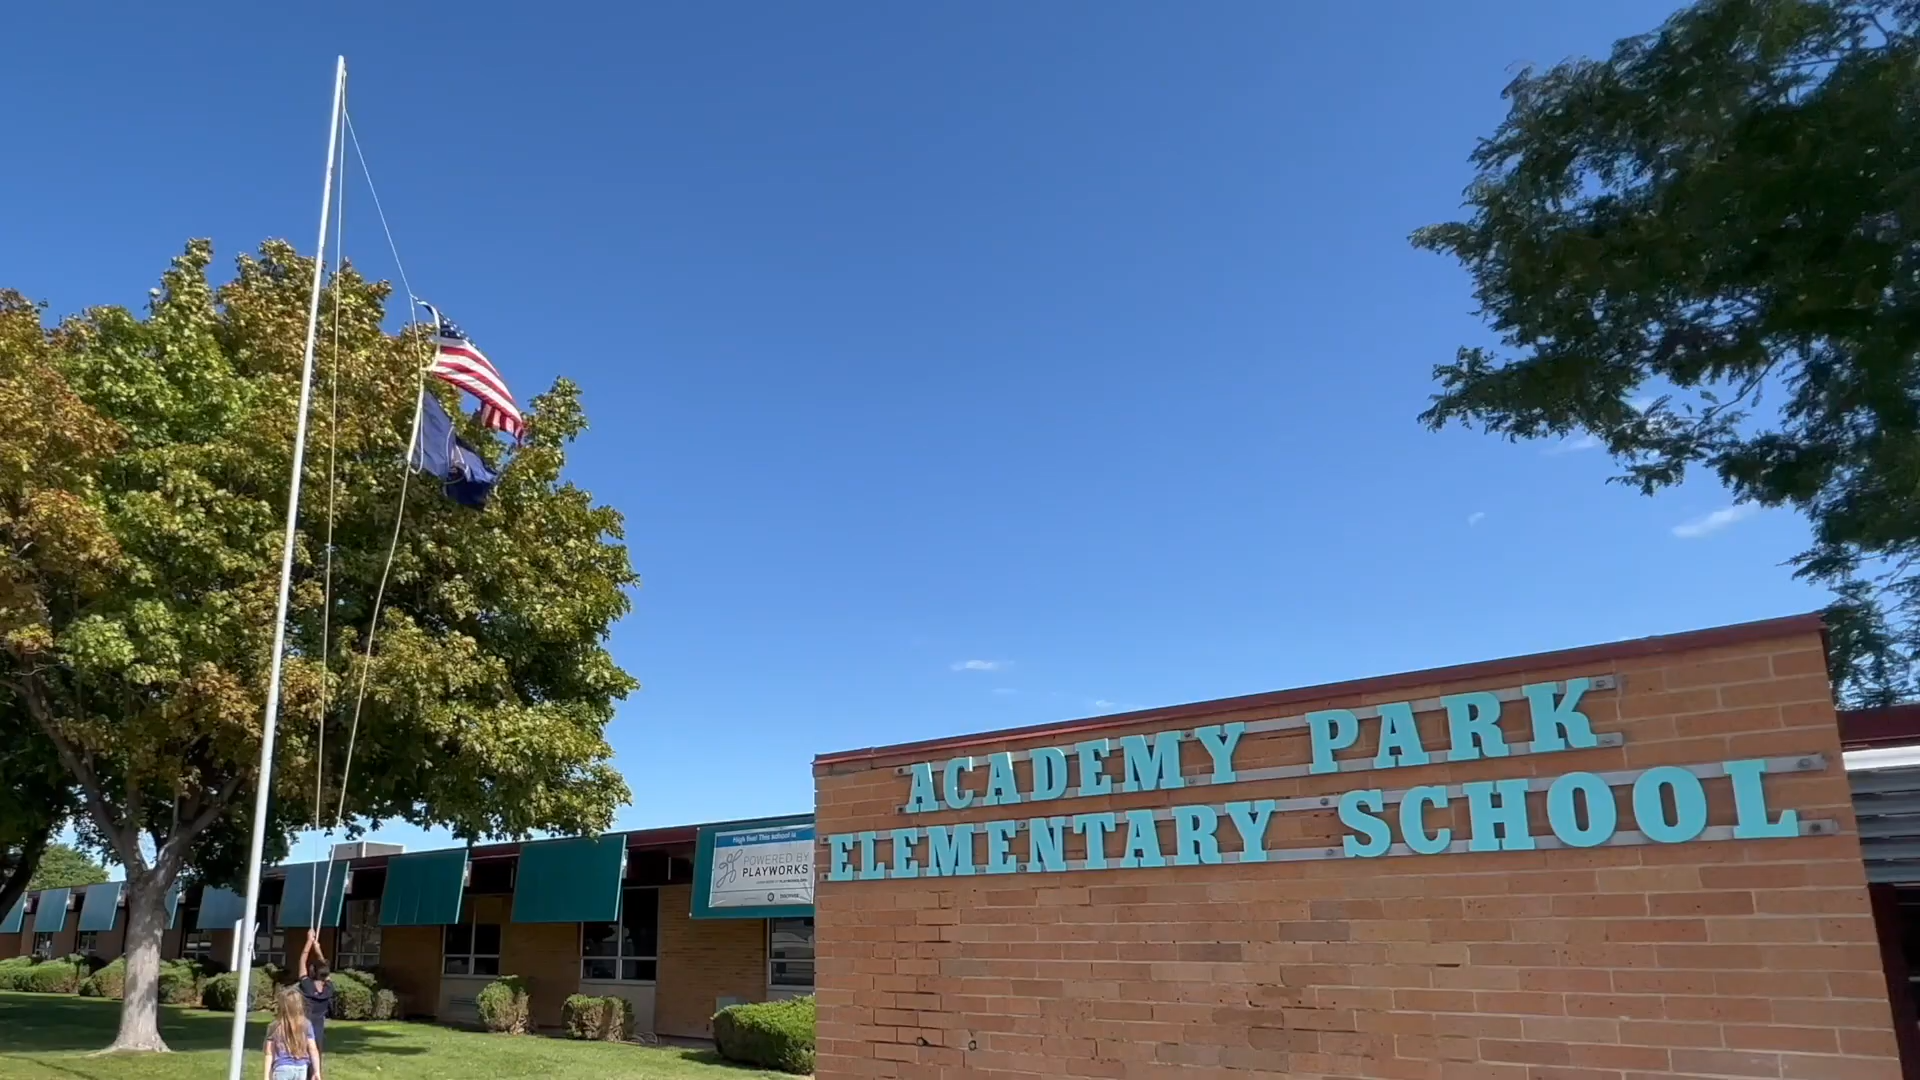 High five! This school is
POWERED BY
PLAYWORKS
ACADEMY PARK
ELEMENTARY SCHOOL